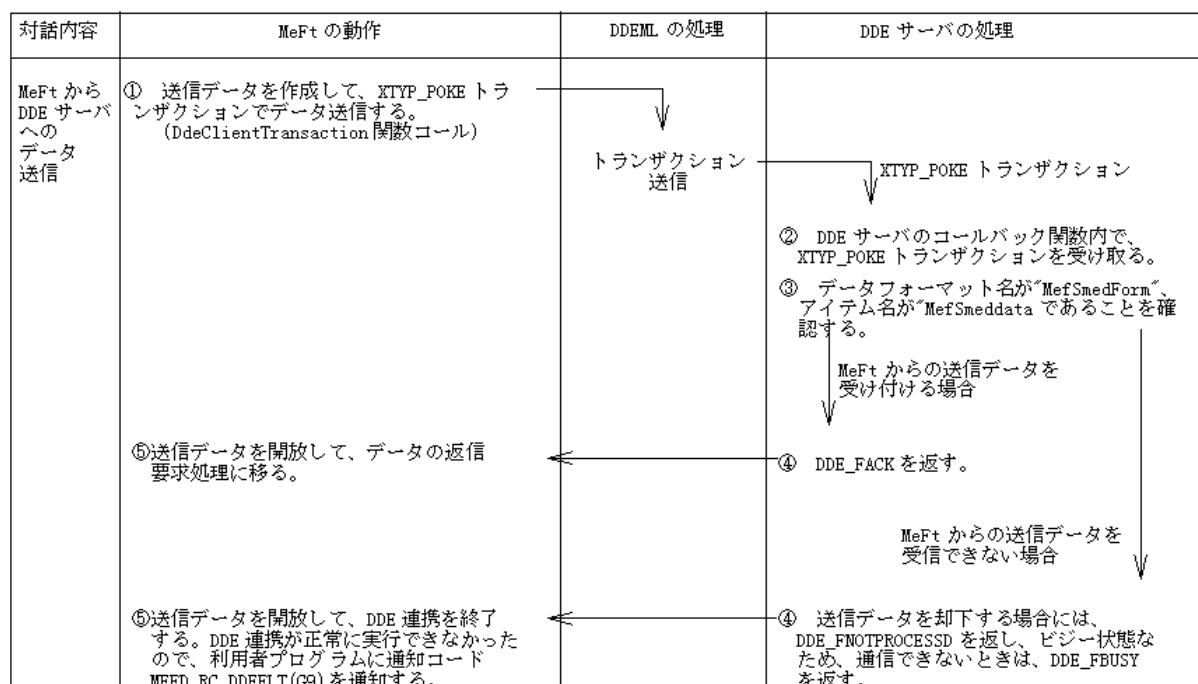 対話内容
MeFt の動作
DDEML の処理
DDE サーバの処理
MeFt から
DDE サーバ
への
データ
送信
① 送信データを作成して、XTYP_POKE トラ
ンザクションでデータ送信する。
(DdeClientTransaction 関数コール)
トランザクション
送信
XTYP_POKE トランザクション
② DDE サーバのコールバック関数内で、
XTYP_POKE トランザクションを受け取る。
③ データフォーマット名が"MefSmedForm"、
アイテム名が"MefSmeddata であることを確
認する。
MeFt からの送信データを
受け付ける場合
⑤送信データを開放して、データの返信
要求処理に移る。
④ DDE_FACK を返す。
MeFt からの送信データを
受信できない場合
⑤送信データを開放して、DDE 連携を終了
する。DDE 連携が正常に実行できなかった
ので、利用者プログラムに通知コード
MEFD_RC_DDEFLT(G9)を通知する。
④ 送信データを却下する場合には、
DDE_FNOTPROCESSD を返し、ビジー状態な
ため、通信できないときは、DDE_FBUSY
を返す。